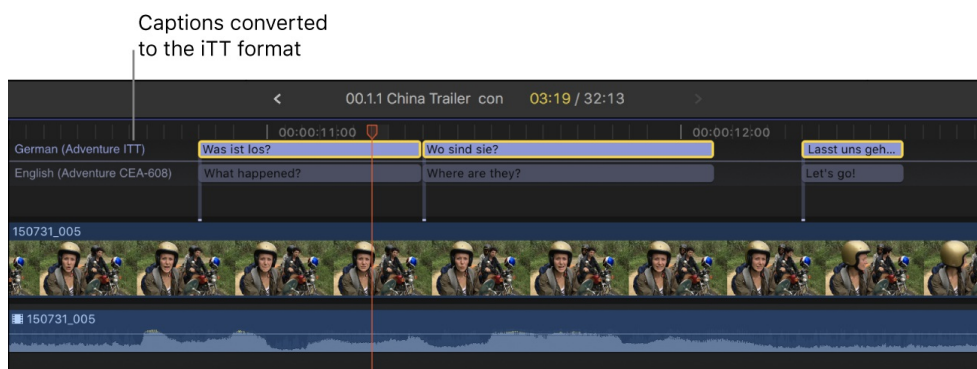 Captions converted
to the iTT format
< 00.1.1 China Trailer con 03:19 / 32:13 >
00:00:11:00 00:00:12:00
German (Adventure ITT) Was ist los? Wo sind sie? Lasst uns geh...
English (Adventure CEA-608) What happened? Where are they? Let's go!
150731_005
150731_005